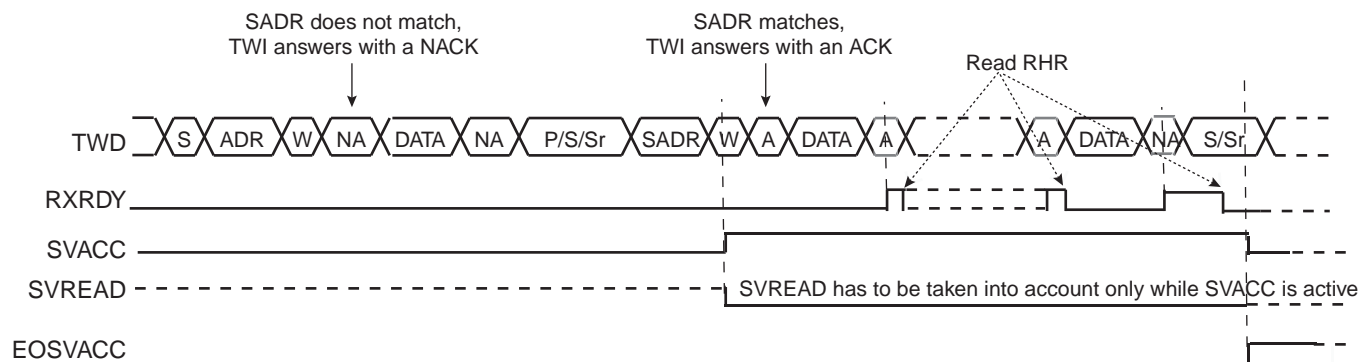 SADR does not match,
TWI answers with a NACK
SADR matches,
TWI answers with an ACK
Read RHR
TWD S ADR W NA DATA NA P/S/Sr SADR W A DATA A A DATA NA S/Sr
RXRDY
SVACC
SVREAD SVREAD has to be taken into account only while SVACC is active
EOSVACC